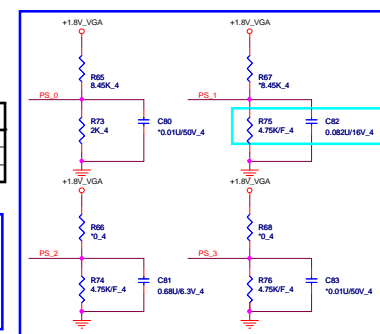 +1.8V_VGA
R65
8.45K_4
PS_0
R73
2K_4
C80
*0.01U/50V_4
+1.8V_VGA
R67
*8.45K_4
PS_1
R75
4.75K/F_4
C82
0.082U/16V_4
+1.8V_VGA
R66
*0_4
PS_2
R74
4.75K/F_4
C81
0.68U/6.3V_4
+1.8V_VGA
R68
*0_4
PS_3
R76
4.75K/F_4
C83
*0.01U/50V_4